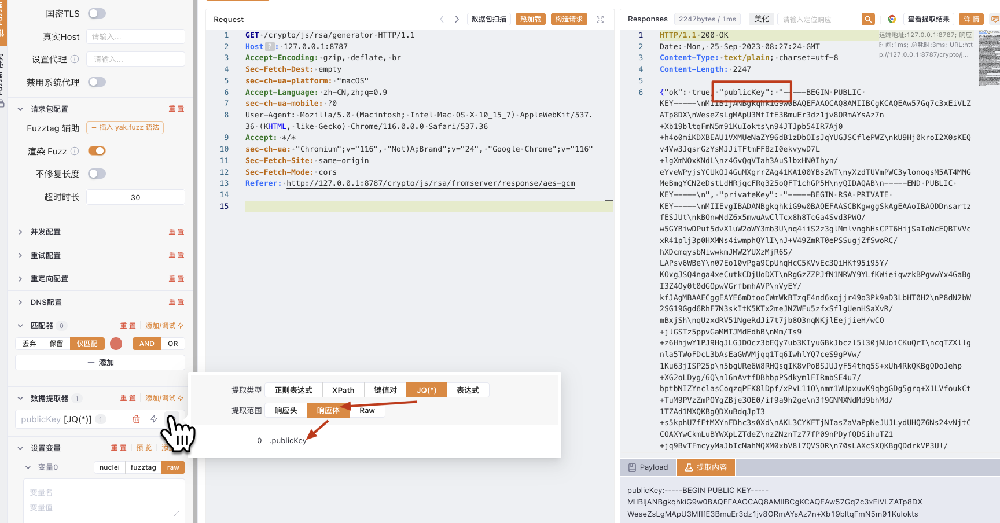 Fuzzer
Fuzzer 序列
国密TLS
真实Host 请输入...
设置代理 请输入...
禁用系统代理
请求包配置 重 置
Fuzztag 辅助 + 插入 yak.fuzz 语法
渲染 Fuzz
不修复长度
超时时长 30
并发配置 重 置
重试配置 重 置
重定向配置 重 置
DNS配置 重 置
匹配器 0 重 置 添加/调试
丢弃 保留 仅匹配 AND OR
+ 添加
数据提取器 1 重 置 添加/调试
publicKey [JQ(*)] 1
设置变量 重 置 预 览
变量0 nuclei fuzztag raw
变量名
变量值
Request 数据包扫描 热加载 构造请求
1 GET /crypto/js/rsa/generator HTTP/1.1
2 Host ? : 127.0.0.1:8787
3 Accept-Encoding: gzip, deflate, br
4 Sec-Fetch-Dest: empty
5 sec-ch-ua-platform: "macOS"
6 Accept-Language: zh-CN,zh;q=0.9
7 sec-ch-ua-mobile: ?0
8 User-Agent: Mozilla/5.0 (Macintosh; Intel Mac OS X 10_15_7) AppleWebKit/537.
36 (KHTML, like Gecko) Chrome/116.0.0.0 Safari/537.36
9 Accept: */*
10 sec-ch-ua: "Chromium";v="116", "Not)A;Brand";v="24", "Google Chrome";v="116"
11 Sec-Fetch-Site: same-origin
12 Sec-Fetch-Mode: cors
13 Referer: http://127.0.0.1:8787/crypto/js/rsa/fromserver/response/aes-gcm
14
15
提取类型 正则表达式 XPath 键值对 JQ(*) 表达式
提取范围 响应头 响应体 Raw
0 .publicKey
Responses 2247bytes / 1ms 美化 请输入定位响应 查看提取结果 详 情
远端地址:127.0.0.1:8787; 响应
时间:1ms; 总耗时:3ms; URL:htt
p://127.0.0.1:8787/crypto/j...
1 HTTP/1.1 200 OK
2 Date: Mon, 25 Sep 2023 08:27:24 GMT
3 Content-Type: text/plain; charset=utf-8
4 Content-Length: 2247
5
6 {"ok": true, "publicKey": "-----BEGIN PUBLIC
KEY-----\nMIIBIjANBgkqhkiG9w0BAQEFAAOCAQ8AMIIBCgKCAQEAw57Gq7c3xEiVLZ
ATp8DX\nWeseZsLgMApU3MfIfE3BmuEr3dz1jv8ORmAYsAz7n
+Xb19bltqFmN5m91KuIokts\n94JTJpb54IR7Aj0
+h4o0miKDXBEAU1VXMUeNaZY96dB1zDbOIsJqYUGJSCflePWZ\nkU9Hj0kroI2X0sKEQ
v4Vw3JqsrGzYsMJJiTFtmFF8zI0ekvywD7L
+lgXmNOxKNdL\nz4GvQqVIah3AuSlbxHN0Ihyn/
eYveWPyjsYCUkOJ4GuMXgrrZAg41KA100YBs2WT\nyXzdTUVmPWC3ylonoqsM5AT4MMG
MeBmgYCN2eDstLdHRjqcFRq325oQFT1chGP5H\nyQIDAQAB\n-----END PUBLIC
KEY-----\n", "privateKey": "-----BEGIN RSA PRIVATE
KEY-----\nMIIEvgIBADANBgkqhkiG9w0BAQEFAASCBKgwggSkAgEAAoIBAQDDnsartz
fESJUt\nkBOnwNdZ6x5mwuAwClTcx8h8TcGa4Svd3PWO/
w5GYBiwDPuf5dvX1uW2oWY3mb3U\nq4iiS2z3glMmlvnghHsCPT6HijSaIoNcEQBTVVc
xR41plj3p0HXMNs4iwmphQYlI\nJ+V49ZmRT0ePSSugjZfSwoRC/
hXDcmqysbNiwwkmJMW2YUXzMjR6S/
LAPsv6WBeY\n07Eo10vPga9CpUhqHcC5KVvEc3QiHKf95i95Y/
KOxgJSO4nga4xeCutkCDjUoDXT\nRgGzZZPJfN1NRWY9YLfKWieiqwzkBPgwwYx4GaBg
I3Z4Oy0t0dGOpwVGrfbmhAVP\nVyEY/
kfJAgMBAAECggEAYE6mDtooCWmWkBTzqE4nd6xqjjr49o3Pk9aD3LbHT0H2\nP8dN2bW
2SG19Ggd6RhF7N3skItK5KTx2meJNZWFu5zfxSflgUenHSaXvR/
mBxjSh\nqUzxdRV51NgeRdJi7t7jb8O3nqNKjlEejjieH/wCO
+jlGSTz5ppvGaMMTJMdEdhB\nMm/Ts9
+z6HhjwY1PJ9HqJLGJDOcz3bEQy7ub3KIyuGBkJbczl5l30jNUoiCKuQrI\ncqTZXllg
nla5TWoFDcL3bAsEaGWVMjqq1Tq6IwhlYQ7ceS9gPVw/
1Ku63jISP25p\n5bgURe6W8RHQsqIK8vPoBSJUJyF54thq5S+xUh4RkQKBgQDoJehp
+XG2oLDyg/6Q\nl6nAvtfDBhbpPSdkymlFIRmbSE4u7/
bptbNIZYnclasCoqzqPFK8lDpf/xPvL11O\nmm1WUpxuvK9qbgGDg5grq+X1LVfoukCt
+TuM9PVzZmPOYgZBje3OE0/if9a9h2ge\n3f9GNMXNdMd9bhMd/
1TZAd1MXQKBgQDXuBdqJpI3
+s5kphU7fFtMXYnFDhc3s0Xd\nAKL3CYKFTjNIasZaVaPpNeJUJLydUHQZ6Ns24vNjtC
COAXYwCkmLuBYWXpLZTdeZ\nzZNznTz77fP09nPDyfQDSihuTZ1
+jq9BvTFmcyyMaJbIcNahMQXM0xbV8l7QVSOR\n70sLAXcSXQKBgQDdrkVP3Ul/
Payload 提取内容
publicKey:-----BEGIN PUBLIC KEY-----
MIIBIjANBgkqhkiG9w0BAQEFAAOCAQ8AMIIBCgKCAQEAw57Gq7c3xEiVLZATp8DX
WeseZsLgMApU3MfIfE3BmuEr3dz1jv8ORmAYsAz7n+Xb19bltqFmN5m91KuIokts